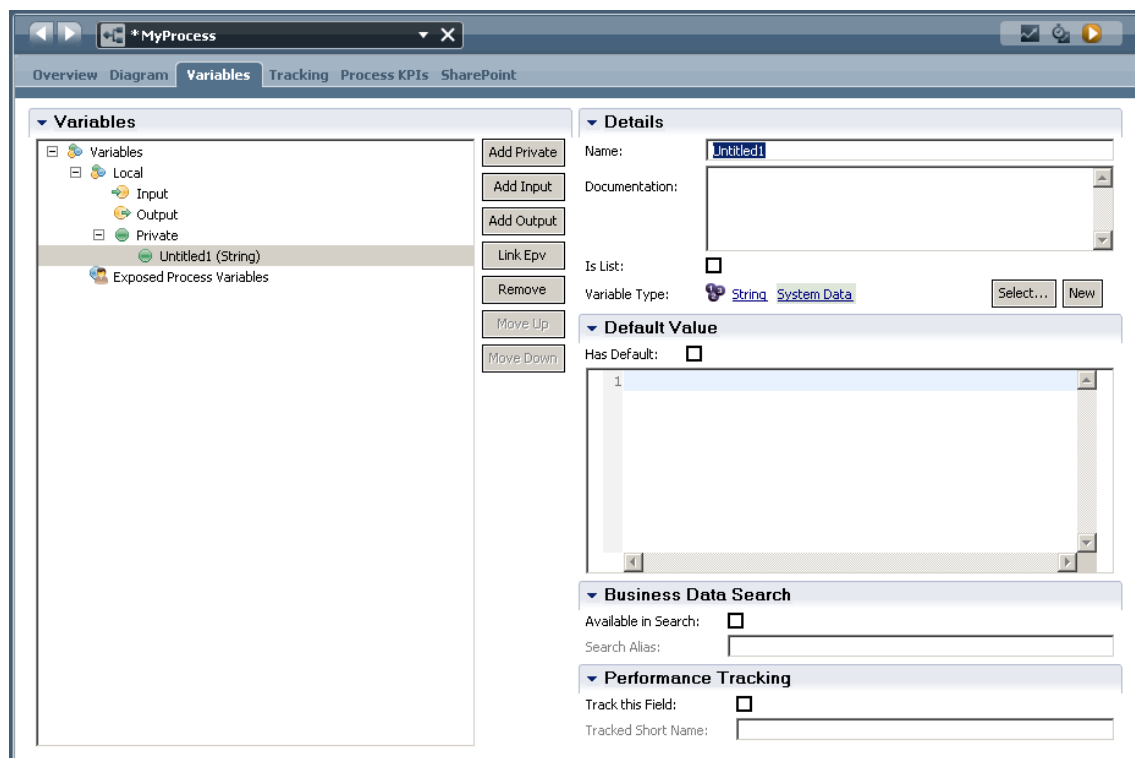 *MyProcess
Overview Diagram Variables Tracking Process KPIs SharePoint
Variables
Variables
Local
Input
Output
Private
Untitled1 (String)
Exposed Process Variables
Add Private
Add Input
Add Output
Link Epv
Remove
Move Up
Move Down
Details
Name: Untitled1
Documentation:
Is List:
Variable Type: String System Data Select... New
Default Value
Has Default:
1
Business Data Search
Available in Search:
Search Alias:
Performance Tracking
Track this Field:
Tracked Short Name: